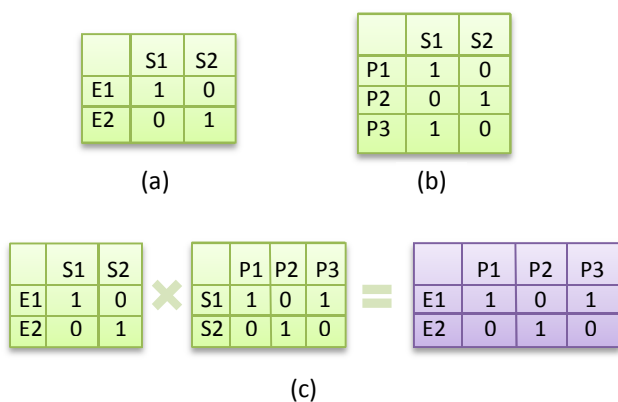 S1 S2
E1 1 0
E2 0 1
(a)
S1 S2
P1 1 0
P2 0 1
P3 1 0
(b)
S1 S2
E1 1 0
E2 0 1
×
P1 P2 P3
S1 1 0 1
S2 0 1 0
=
P1 P2 P3
E1 1 0 1
E2 0 1 0
(c)